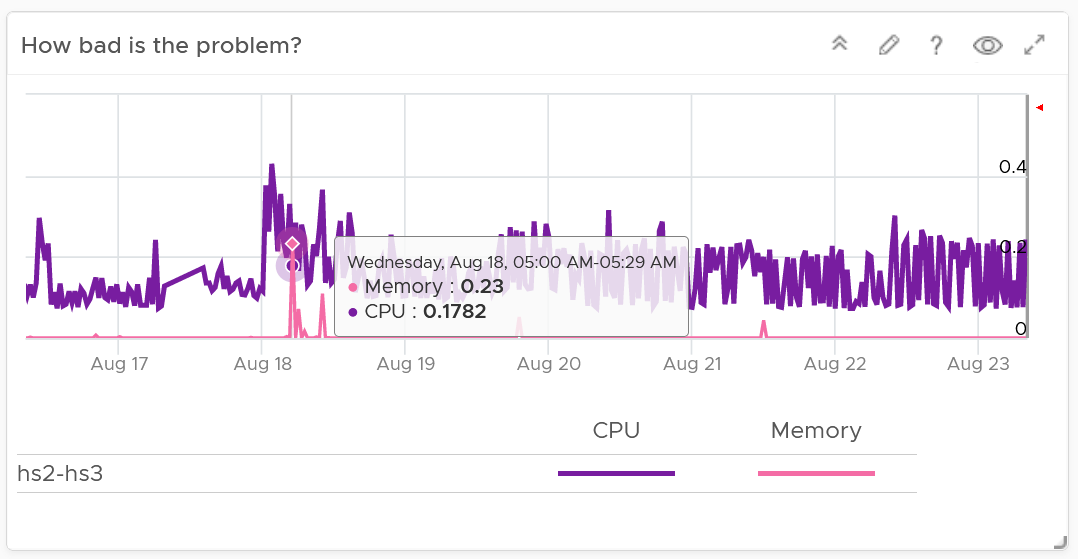 How bad is the problem?
?
0.4
0.2
0
Wednesday, Aug 18, 05:00 AM-05:29 AM
Memory : 0.23
CPU : 0.1782
Aug 17 Aug 18 Aug 19 Aug 20 Aug 21 Aug 22 Aug 23
CPU Memory
hs2-hs3